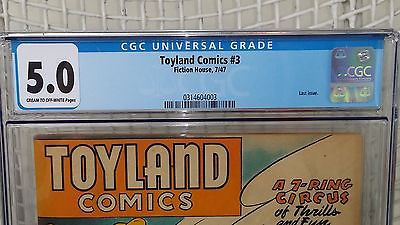 CGC UNIVERSAL GRADE
5.0
CREAM TO OFF-WHITE Pages
Toyland Comics #3
Fiction House, 7/47
0314604003
Last issue.
CGC
TOYLAND
COMICS
A 7-RING
CIRCUS
of Thrills
and Fun